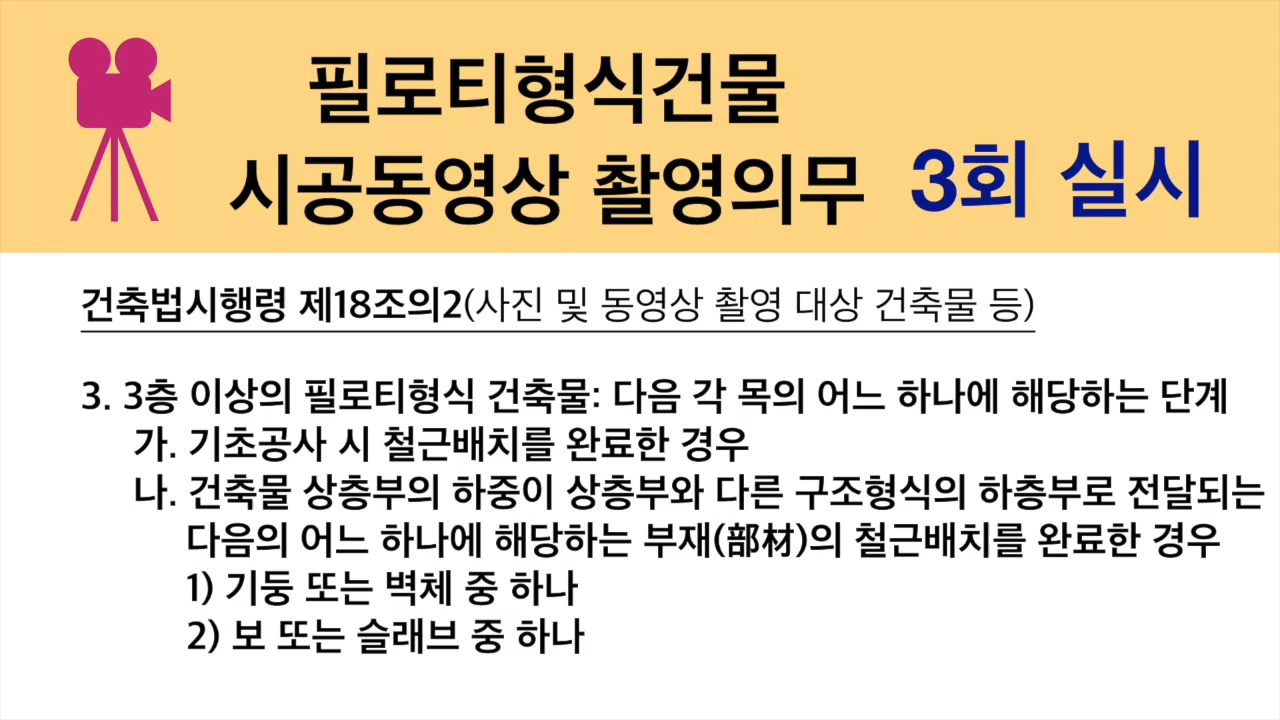 필로티형식건물
시공동영상 촬영의무 3회 실시
건축법시행령 제18조의2(사진 및 동영상 촬영 대상 건축물 등)
3. 3층 이상의 필로티형식 건축물: 다음 각 목의 어느 하나에 해당하는 단계
가. 기초공사 시 철근배치를 완료한 경우
나. 건축물 상층부의 하중이 상층부와 다른 구조형식의 하층부로 전달되는
다음의 어느 하나에 해당하는 부재(部材)의 철근배치를 완료한 경우
1) 기둥 또는 벽체 중 하나
2) 보 또는 슬래브 중 하나